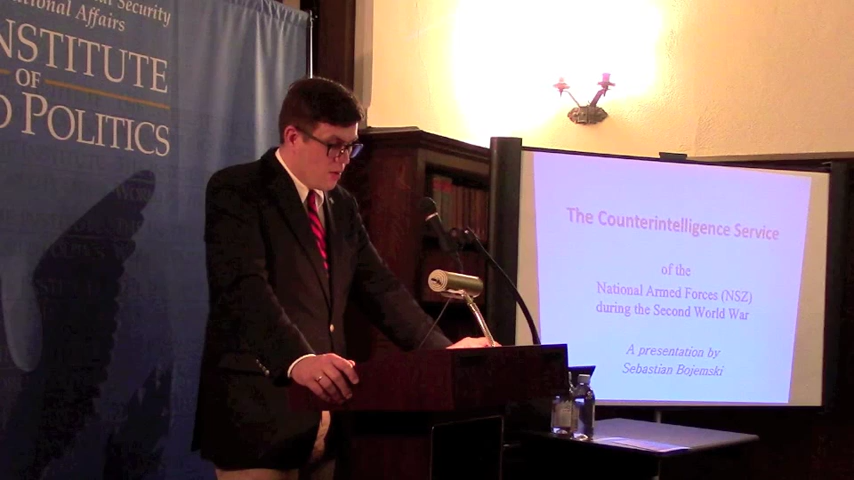 Security
National Affairs
INSTITUTE
OF
POLITICS
The Counterintelligence Service
of the
National Armed Forces (NSZ)
during the Second World War
A presentation by
Sebastian Bojemski